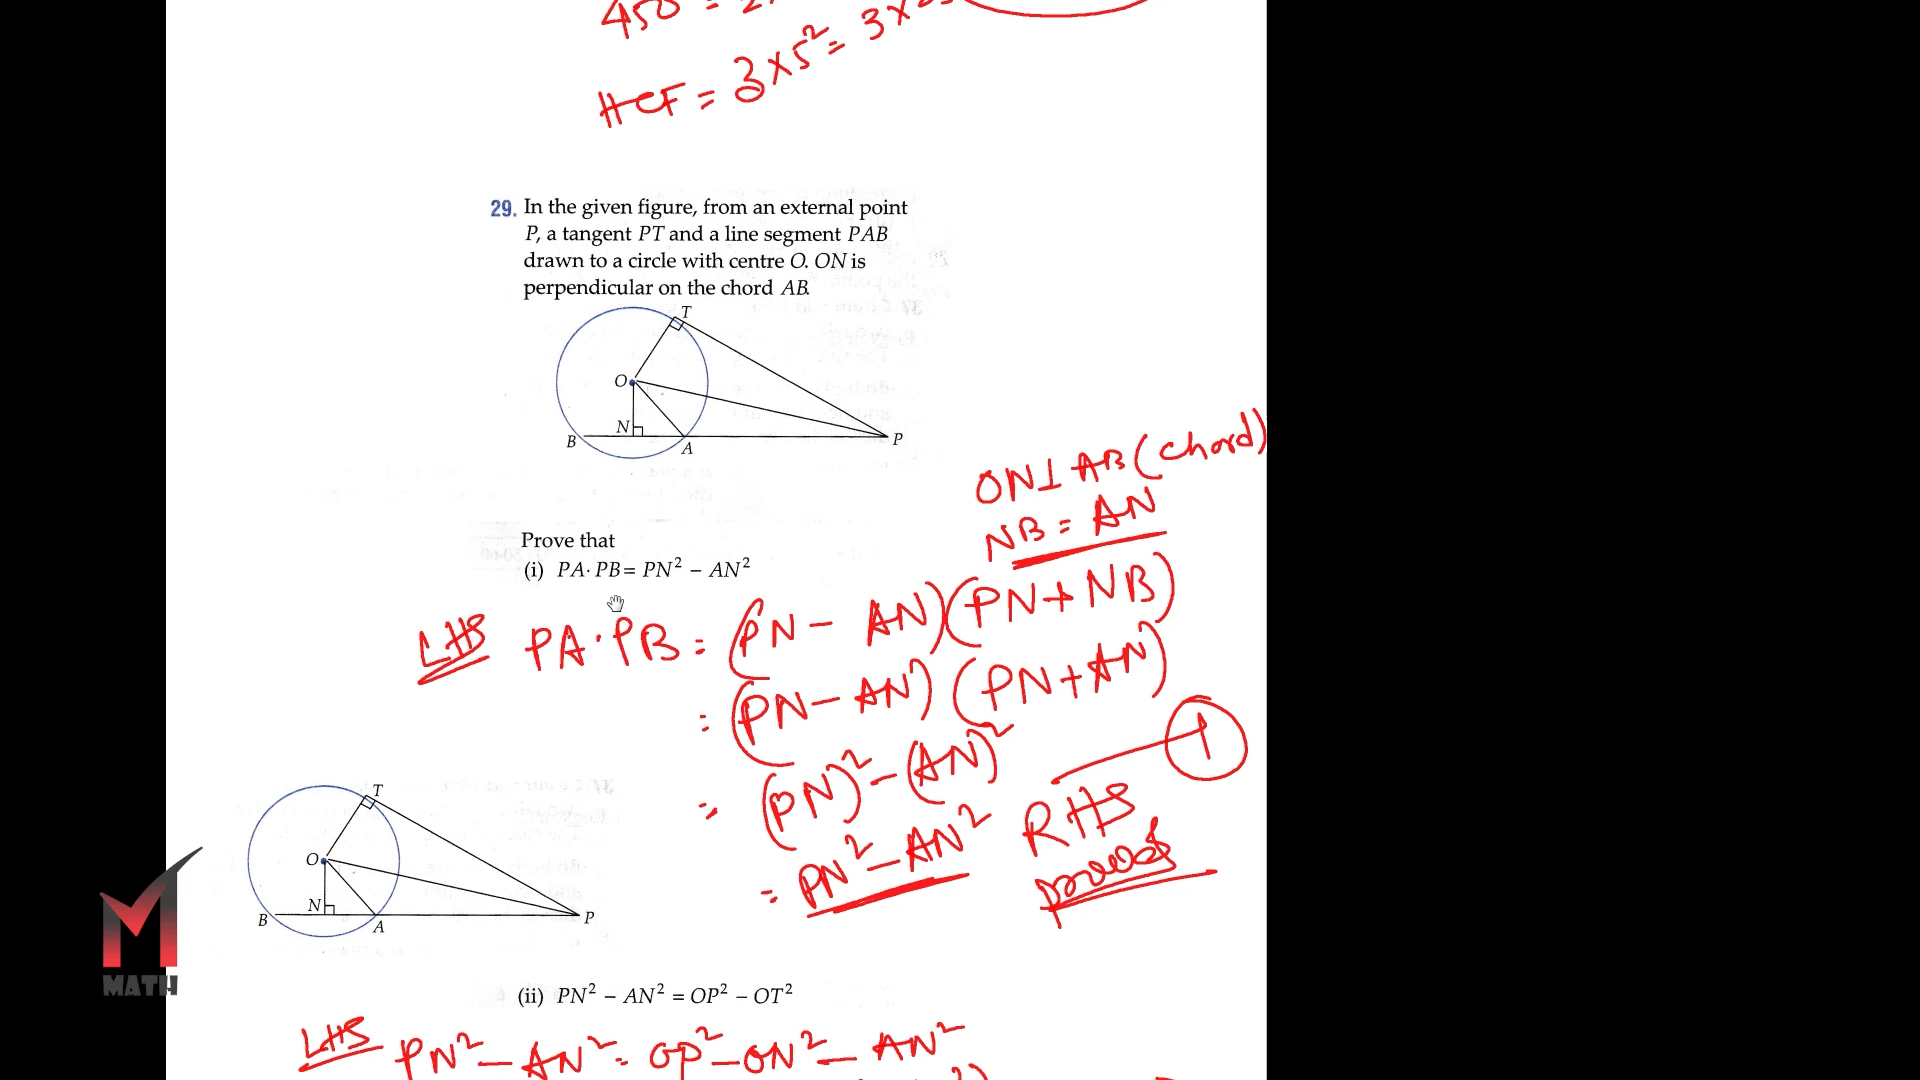 450 =
HCF = 3×5² = 3×
29. In the given figure, from an external point
P, a tangent PT and a line segment PAB
drawn to a circle with centre O. ON is
perpendicular on the chord AB.
T
O
N
B
A
P
ON⊥AB (chord)
NB = AN
Prove that
(i) PA· PB= PN² − AN²
LHS PA·PB = (PN − AN)(PN+NB)
= (PN−AN) (PN+AN)
= (PN)² − (AN)² 1
= PN² − AN² RHS
proved
T
O
N
B
A
P
MATH
(ii) PN² − AN² = OP² − OT²
LHS PN² − AN² = OP² − ON² − AN²